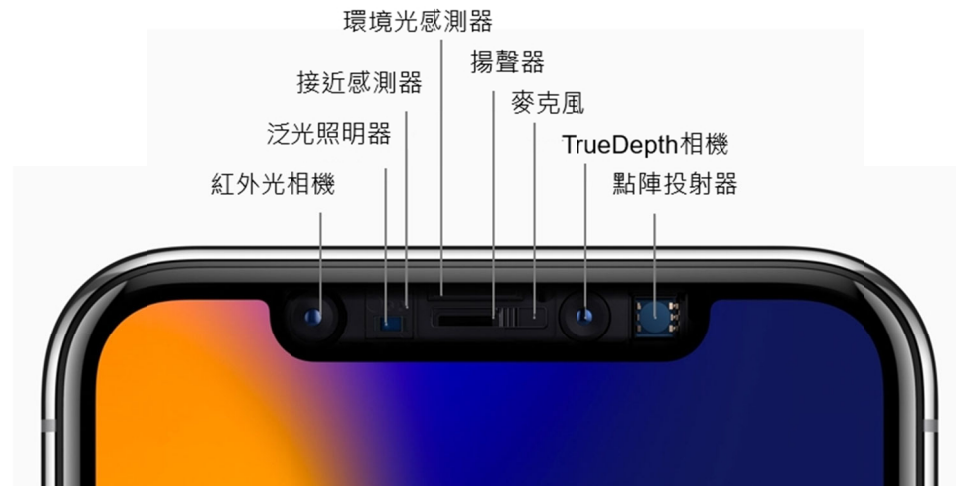 環境光感測器
揚聲器
接近感測器
麥克風
泛光照明器
TrueDepth相機
紅外光相機
點陣投射器